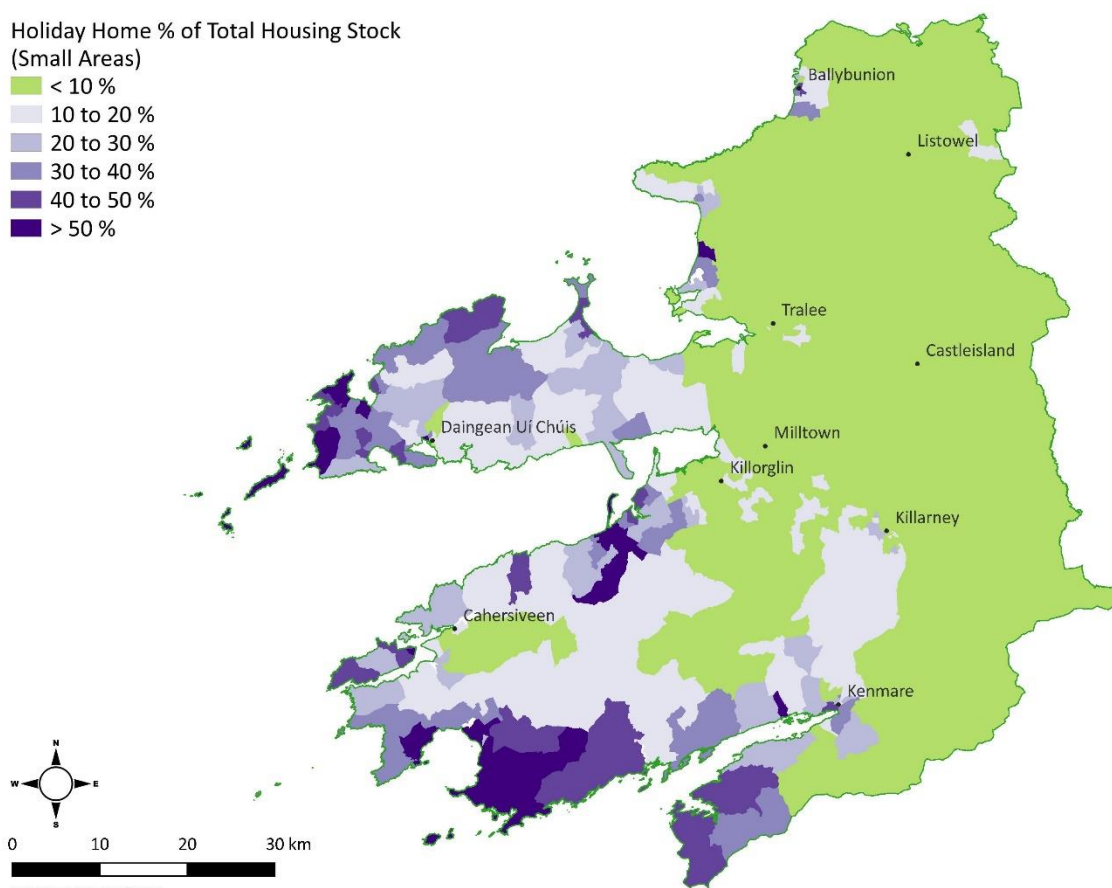 Holiday Home % of Total Housing Stock
(Small Areas)
< 10 %
10 to 20 %
20 to 30 %
30 to 40 %
40 to 50 %
> 50 %
Ballybunion
Listowel
Tralee
Castleisland
Daingean Uí Chúis
Milltown
Killorglin
Killarney
Cahersiveen
Kenmare
N
W E
S
0 10 20 30 km